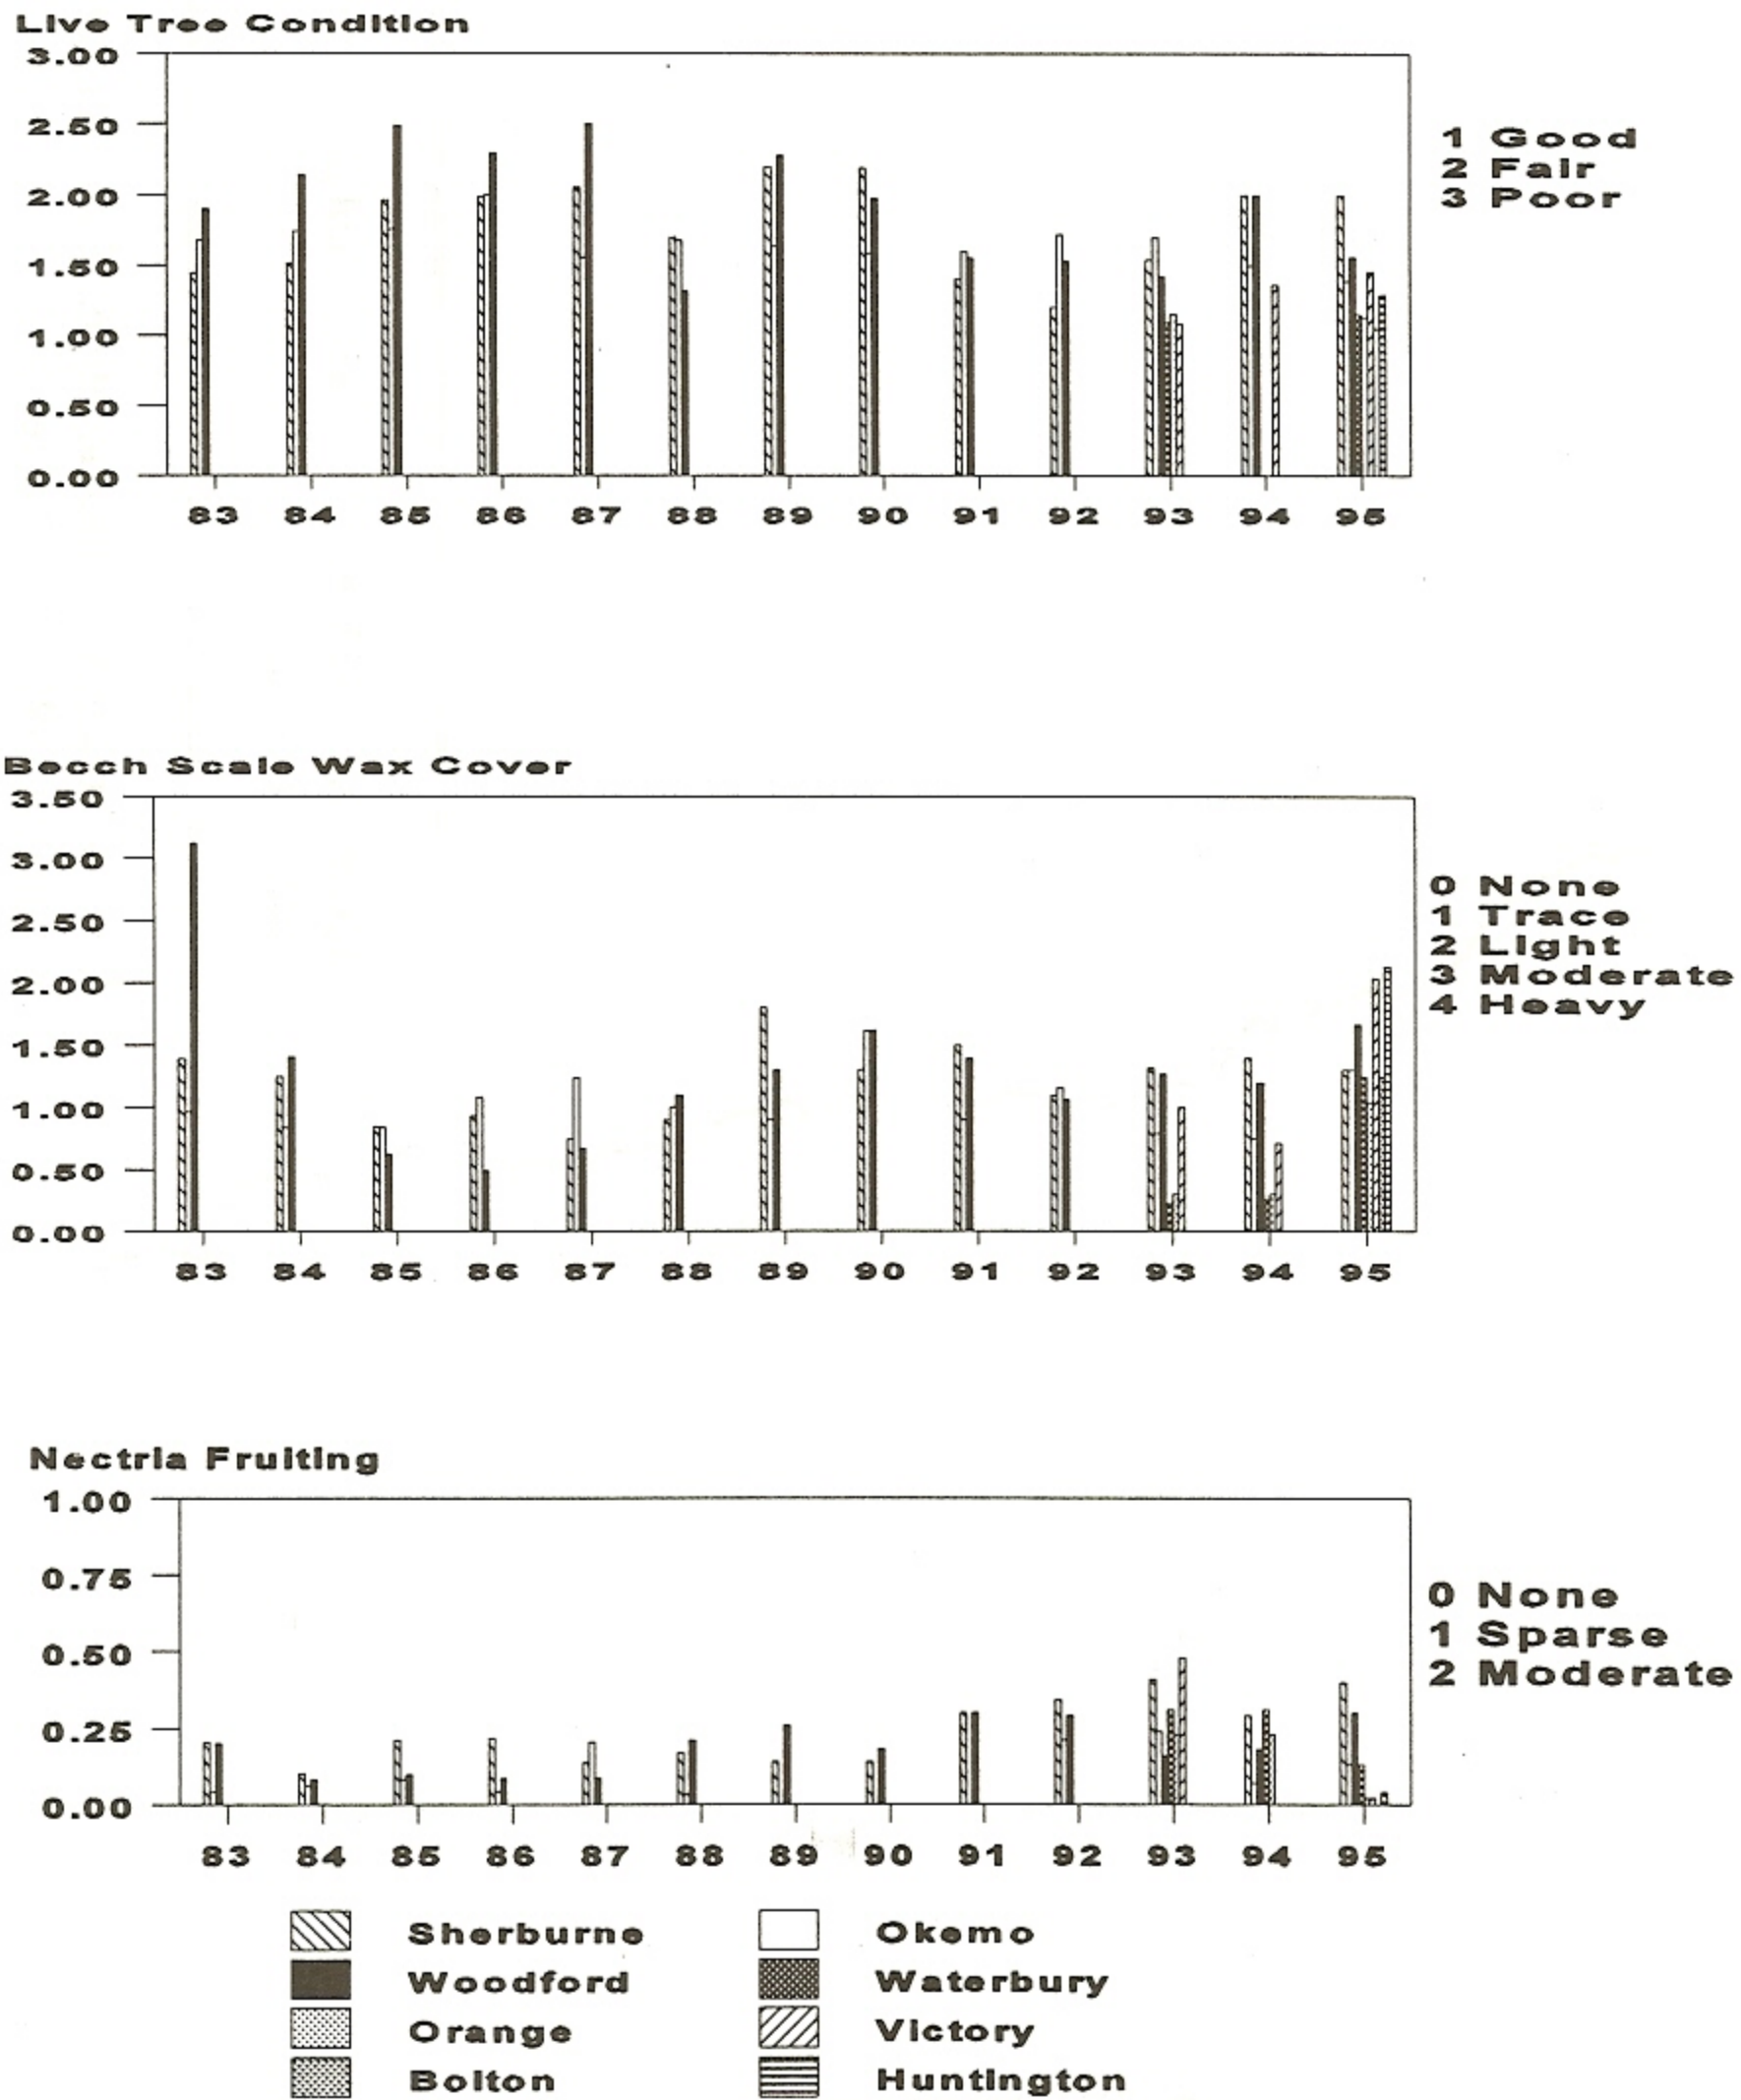 Live Tree Condition
3.00
2.50
2.00
1.50
1.00
0.50
0.00
83 84 85 86 87 88 89 90 91 92 93 94 95
1 Good
2 Fair
3 Poor
Beech Scale Wax Cover
3.50
3.00
2.50
2.00
1.50
1.00
0.50
0.00
83 84 85 86 87 88 89 90 91 92 93 94 95
0 None
1 Trace
2 Light
3 Moderate
4 Heavy
Nectria Fruiting
1.00
0.75
0.50
0.25
0.00
83 84 85 86 87 88 89 90 91 92 93 94 95
0 None
1 Sparse
2 Moderate
Sherburne Okemo
Woodford Waterbury
Orange Victory
Bolton Huntington